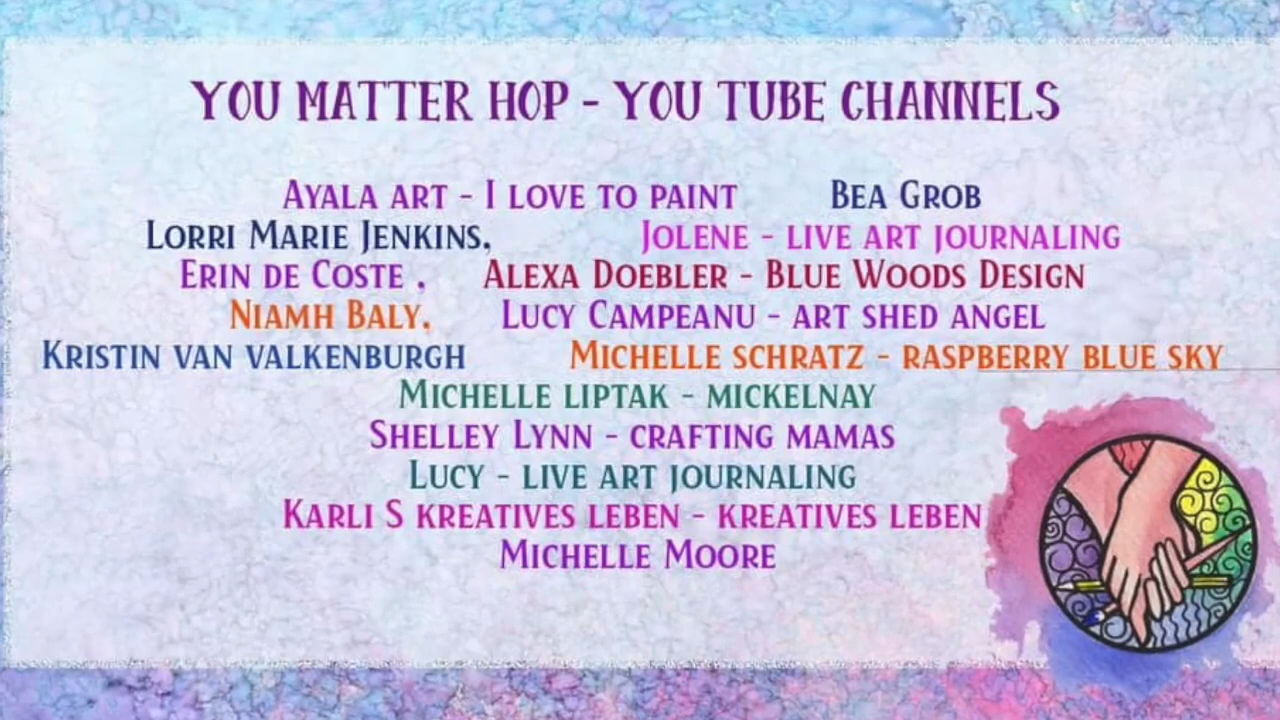 YOU MATTER HOP - YOU TUBE CHANNELS
AYALA ART - I LOVE TO PAINT BEA GROB
LORRI MARIE JENKINS, JOLENE - LIVE ART JOURNALING
ERIN DE COSTE , ALEXA DOEBLER - BLUE WOODS DESIGN
NIAMH BALY, LUCY CAMPEANU - ART SHED ANGEL
KRISTIN VAN VALKENBURGH MICHELLE SCHRATZ - RASPBERRY BLUE SKY
MICHELLE LIPTAK - MICKELNAY
SHELLEY LYNN - CRAFTING MAMAS
LUCY - LIVE ART JOURNALING
KARLI S KREATIVES LEBEN - KREATIVES LEBEN
MICHELLE MOORE